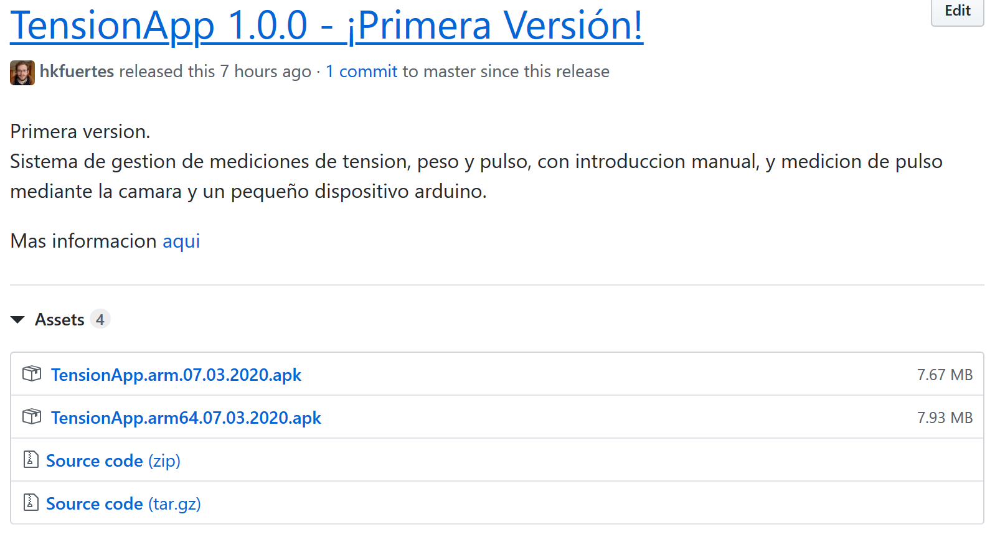 TensionApp 1.0.0 - ¡Primera Versión!
Edit
hkfuertes released this 7 hours ago · 1 commit to master since this release
Primera version.
Sistema de gestion de mediciones de tension, peso y pulso, con introduccion manual, y medicion de pulso
mediante la camara y un pequeño dispositivo arduino.
Mas informacion aqui
Assets 4
TensionApp.arm.07.03.2020.apk 7.67 MB
TensionApp.arm64.07.03.2020.apk 7.93 MB
Source code (zip)
Source code (tar.gz)